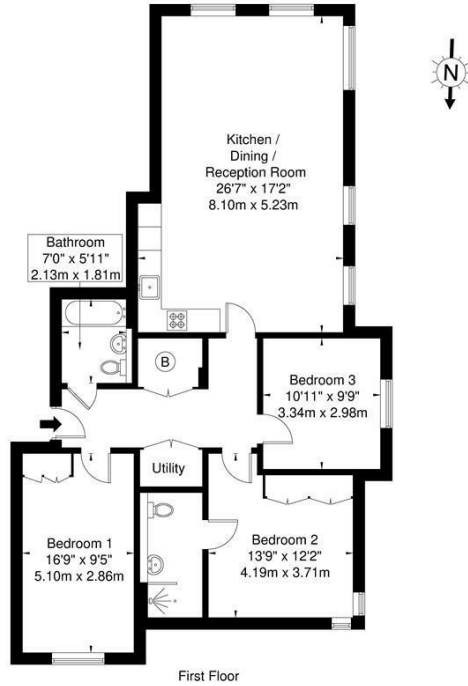 N
Kitchen /
Dining /
Reception Room
26'7" x 17'2"
8.10m x 5.23m
Bathroom
7'0" x 5'11"
2.13m x 1.81m
B
Bedroom 3
10'11" x 9'9"
3.34m x 2.98m
Utility
Bedroom 1
16'9" x 9'5"
5.10m x 2.86m
Bedroom 2
13'9" x 12'2"
4.19m x 3.71m
First Floor